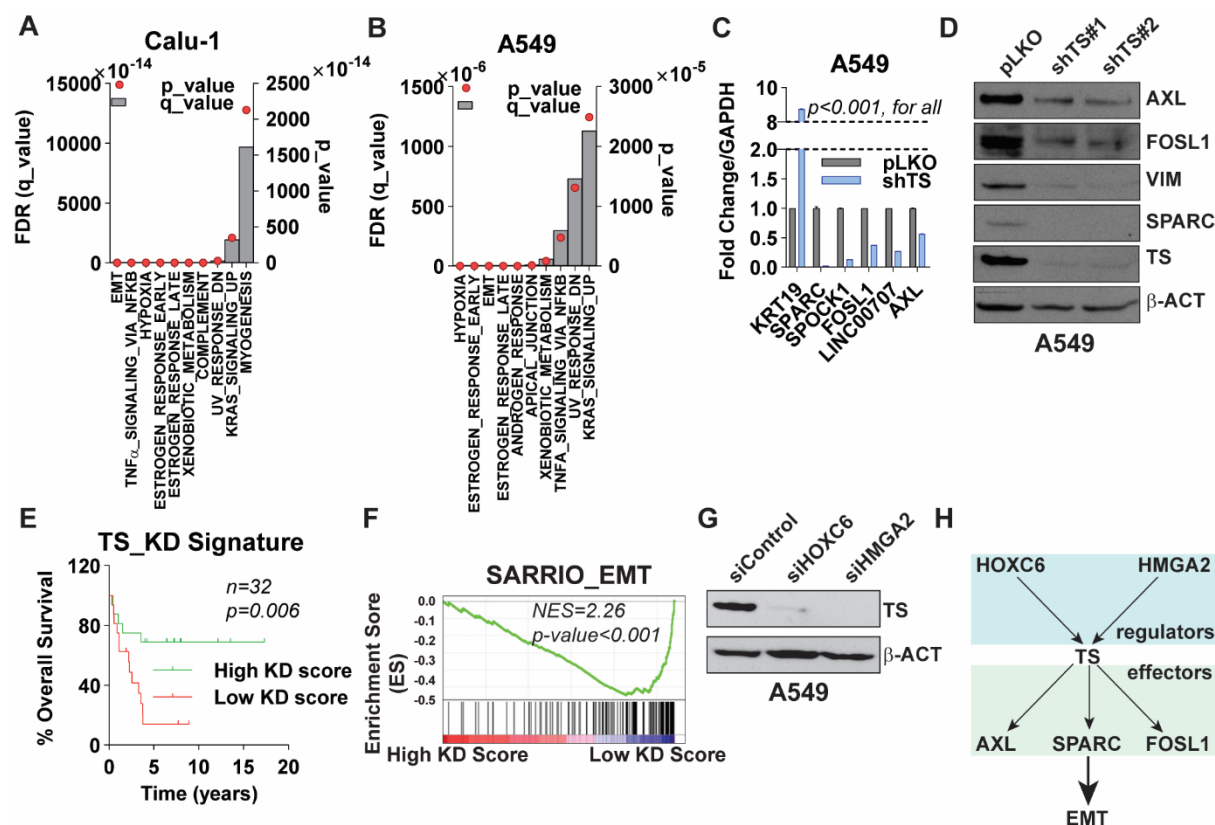 A
Calu-1
×10-14
×10-14
15000
10000
5000
0
FDR (q_value)
p_value
q_value
2500
2000
1500
1000
500
0
p_value
EMT
TNFα_SIGNALING_VIA_NFKB
HYPOXIA
ESTROGEN_RESPONSE_EARLY
ESTROGEN_RESPONSE_LATE
XENOBIOTIC_METABOLISM
COMPLEMENT
UV_RESPONSE_DN
KRAS_SIGNALING_UP
MYOGENESIS
B
A549
×10-6
×10-5
1500
1000
500
0
FDR (q_value)
p_value
q_value
3000
2000
1000
0
p_value
HYPOXIA
ESTROGEN_RESPONSE_EARLY
EMT
ESTROGEN_RESPONSE_LATE
ANDROGEN_RESPONSE
APICAL_JUNCTION
XENOBIOTIC_METABOLISM
TNFA_SIGNALING_VIA_NFKB
UV_RESPONSE_DN
KRAS_SIGNALING_UP
C
A549
10
8
2.0
1.5
1.0
0.5
0.0
Fold Change/GAPDH
p<0.001, for all
pLKO
shTS
KRT19
SPARC
SPOCK1
FOSL1
LINC00707
AXL
D
pLKO
shTS#1
shTS#2
AXL
FOSL1
VIM
SPARC
TS
β-ACT
A549
E
TS_KD Signature
120
80
40
0
% Overall Survival
n=32
p=0.006
High KD score
Low KD score
0 5 10 15 20
Time (years)
F
SARRIO_EMT
0.0
-0.1
-0.2
-0.3
-0.4
-0.5
Enrichment Score
(ES)
NES=2.26
p-value<0.001
High KD Score
Low KD Score
G
siControl
siHOXC6
siHMGA2
TS
β-ACT
A549
H
HOXC6
HMGA2
regulators
TS
effectors
AXL
SPARC
FOSL1
EMT